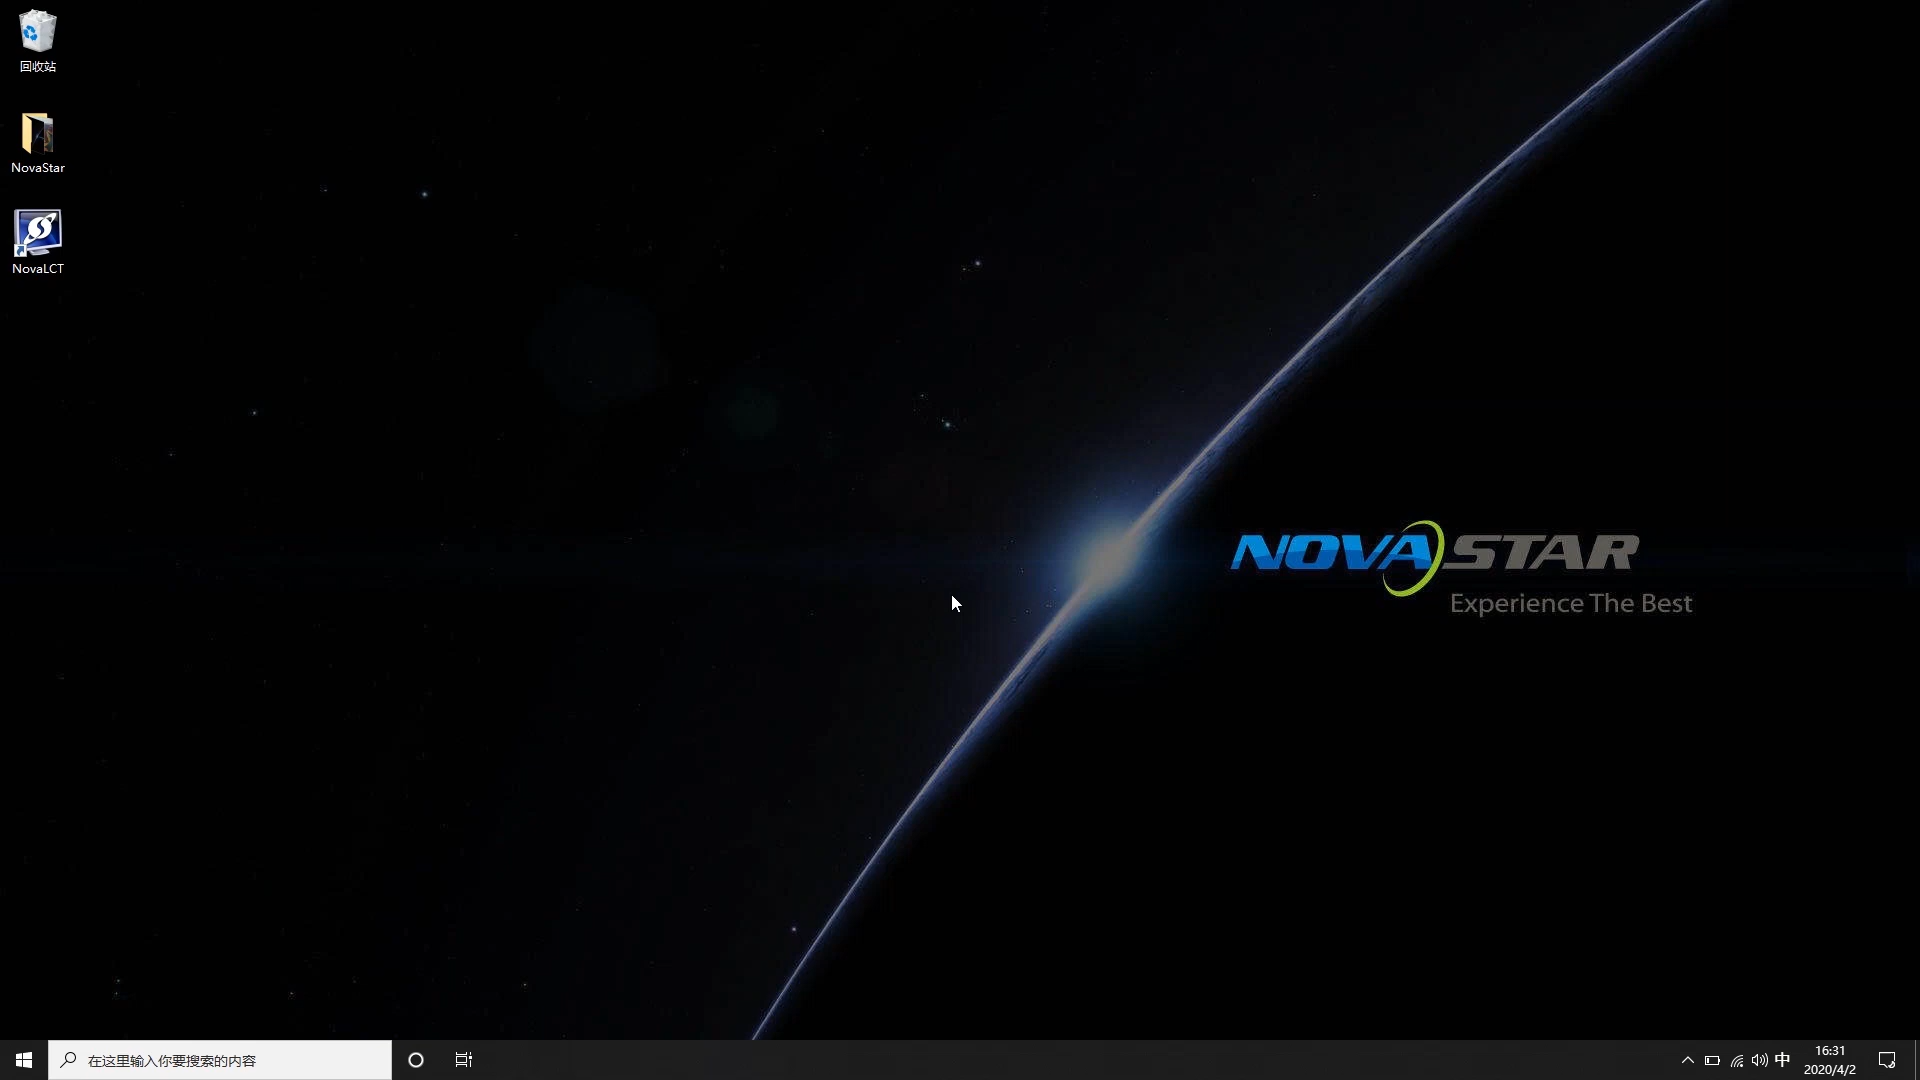 回收站
NovaStar
NovaLCT
NOVASTAR
Experience The Best
在这里输入你要搜索的内容
中
16:31
2020/4/2